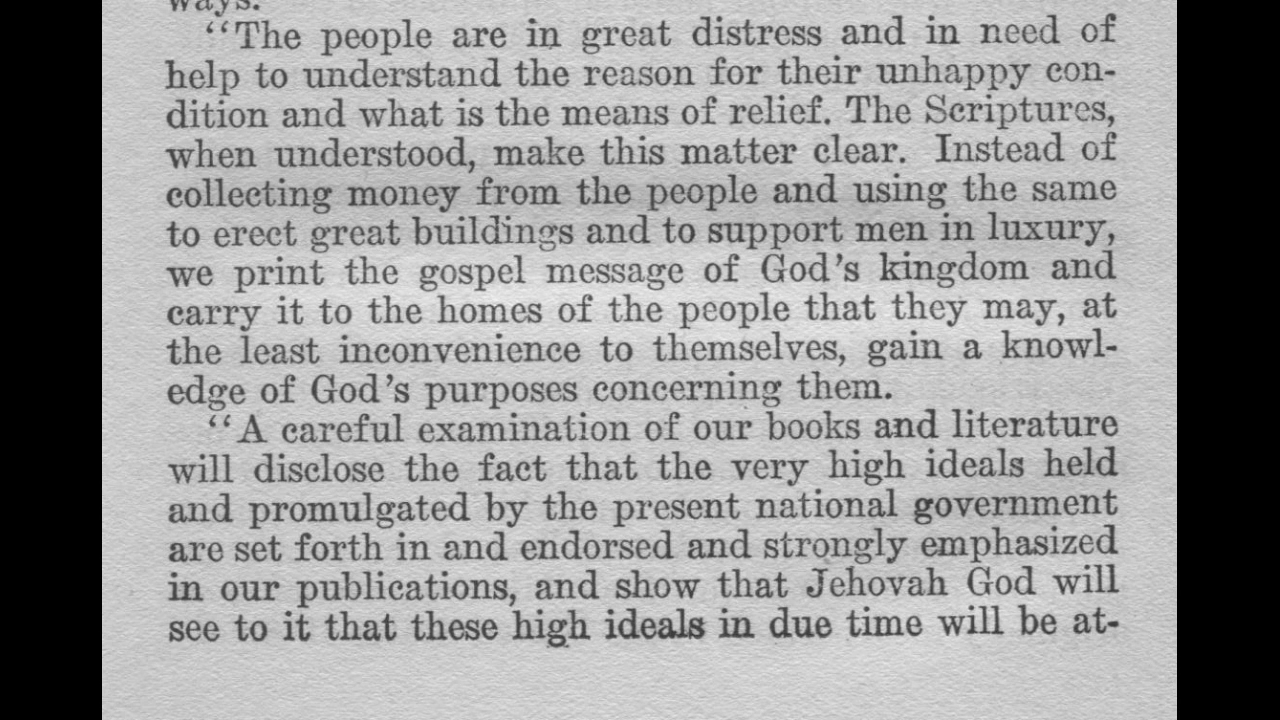 ways.
“The people are in great distress and in need of
help to understand the reason for their unhappy con-
dition and what is the means of relief. The Scriptures,
when understood, make this matter clear. Instead of
collecting money from the people and using the same
to erect great buildings and to support men in luxury,
we print the gospel message of God's kingdom and
carry it to the homes of the people that they may, at
the least inconvenience to themselves, gain a knowl-
edge of God's purposes concerning them.
“A careful examination of our books and literature
will disclose the fact that the very high ideals held
and promulgated by the present national government
are set forth in and endorsed and strongly emphasized
in our publications, and show that Jehovah God will
see to it that these high ideals in due time will be at-